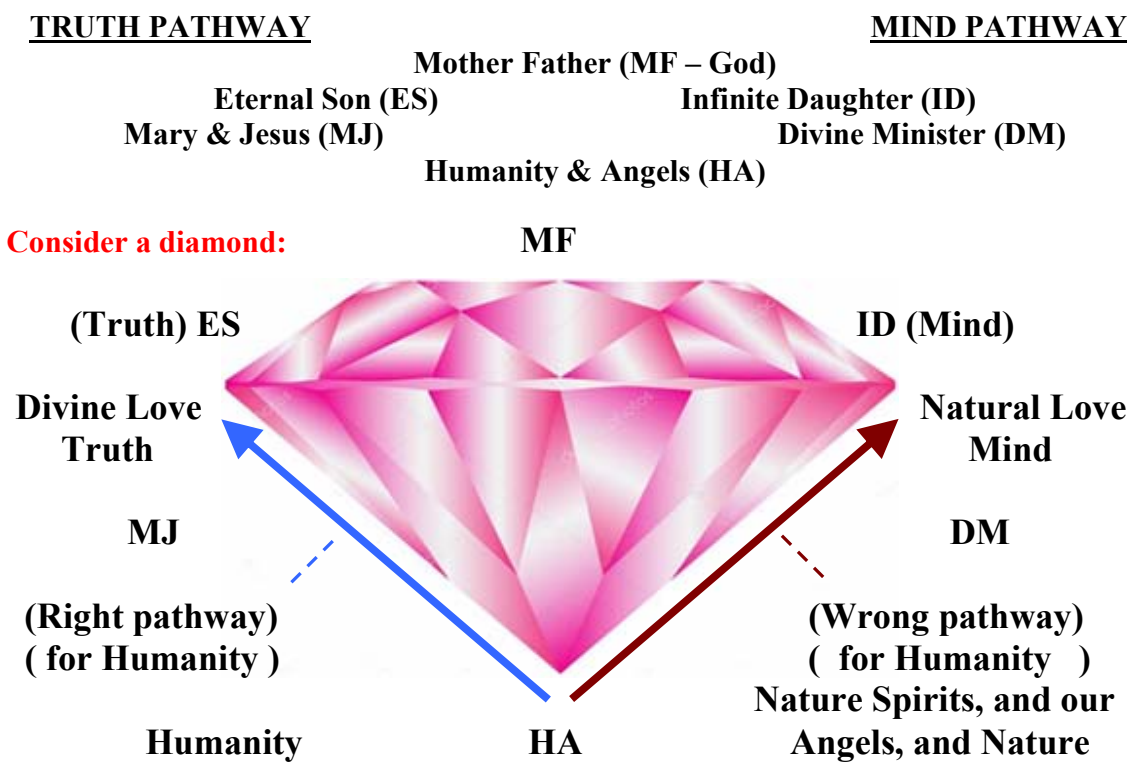 TRUTH PATHWAY MIND PATHWAY
Mother Father (MF – God)
Eternal Son (ES) Infinite Daughter (ID)
Mary & Jesus (MJ) Divine Minister (DM)
Humanity & Angels (HA)
Consider a diamond: MF
(Truth) ES ID (Mind)
Divine Love Natural Love
Truth Mind
MJ DM
(Right pathway) (Wrong pathway)
( for Humanity ) ( for Humanity )
Nature Spirits, and our
Humanity HA Angels, and Nature